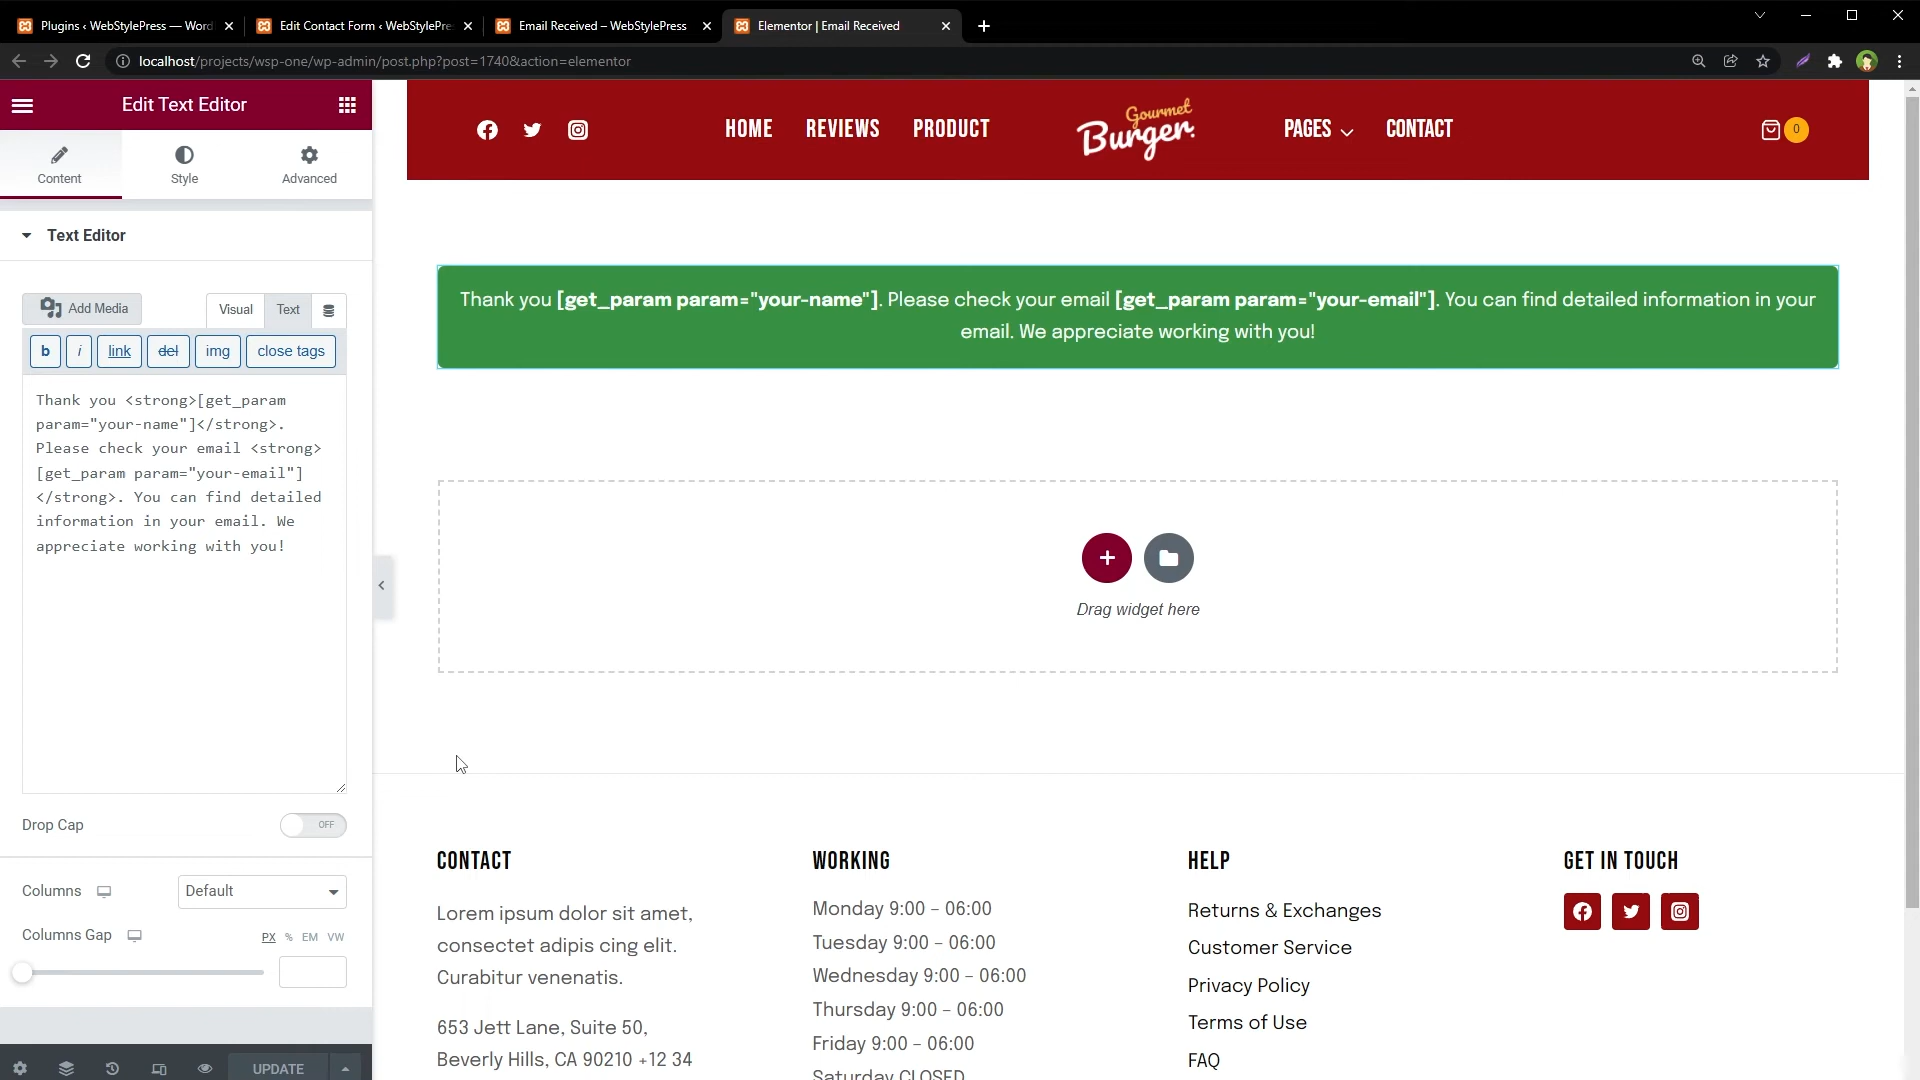 Plugins ‹ WebStylePress — Word
Edit Contact Form ‹ WebStylePre
Email Received – WebStylePress
Elementor | Email Received
localhost/projects/wsp-one/wp-admin/post.php?post=1740&action=elementor
Edit Text Editor
Content
Style
Advanced
Text Editor
Add Media
Visual
Text
b
i
link
del
img
close tags
Thank you <strong>[get_param
param="your-name"]</strong>.
Please check your email <strong>
[get_param param="your-email"]
</strong>. You can find detailed
information in your email. We
appreciate working with you!
Drop Cap
OFF
Columns
Default
Columns Gap
PX % EM VW
UPDATE
HOME
REVIEWS
PRODUCT
Gourmet
Burger.
PAGES
CONTACT
0
Thank you [get_param param="your-name"]. Please check your email [get_param param="your-email"]. You can find detailed information in your
email. We appreciate working with you!
Drag widget here
CONTACT
Lorem ipsum dolor sit amet,
consectet adipis cing elit.
Curabitur venenatis.
653 Jett Lane, Suite 50,
Beverly Hills, CA 90210 +12 34
WORKING
Monday 9:00 – 06:00
Tuesday 9:00 – 06:00
Wednesday 9:00 – 06:00
Thursday 9:00 – 06:00
Friday 9:00 – 06:00
Saturday CLOSED
HELP
Returns & Exchanges
Customer Service
Privacy Policy
Terms of Use
FAQ
GET IN TOUCH